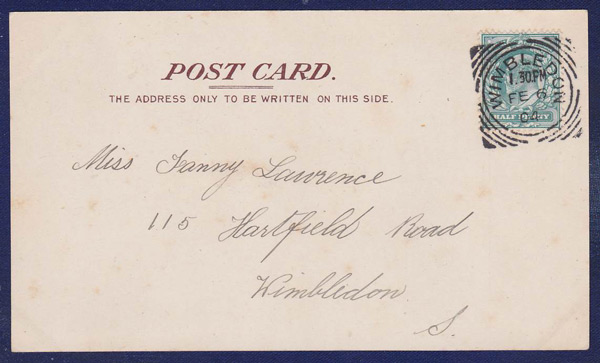 POST CARD.
THE ADDRESS ONLY TO BE WRITTEN ON THIS SIDE.
WIMBLEDON
1.30PM
FE 6
04
HALFPENNY
Miss Fanny Lawrence
115 Hartfield Road
Wimbledon.
S.